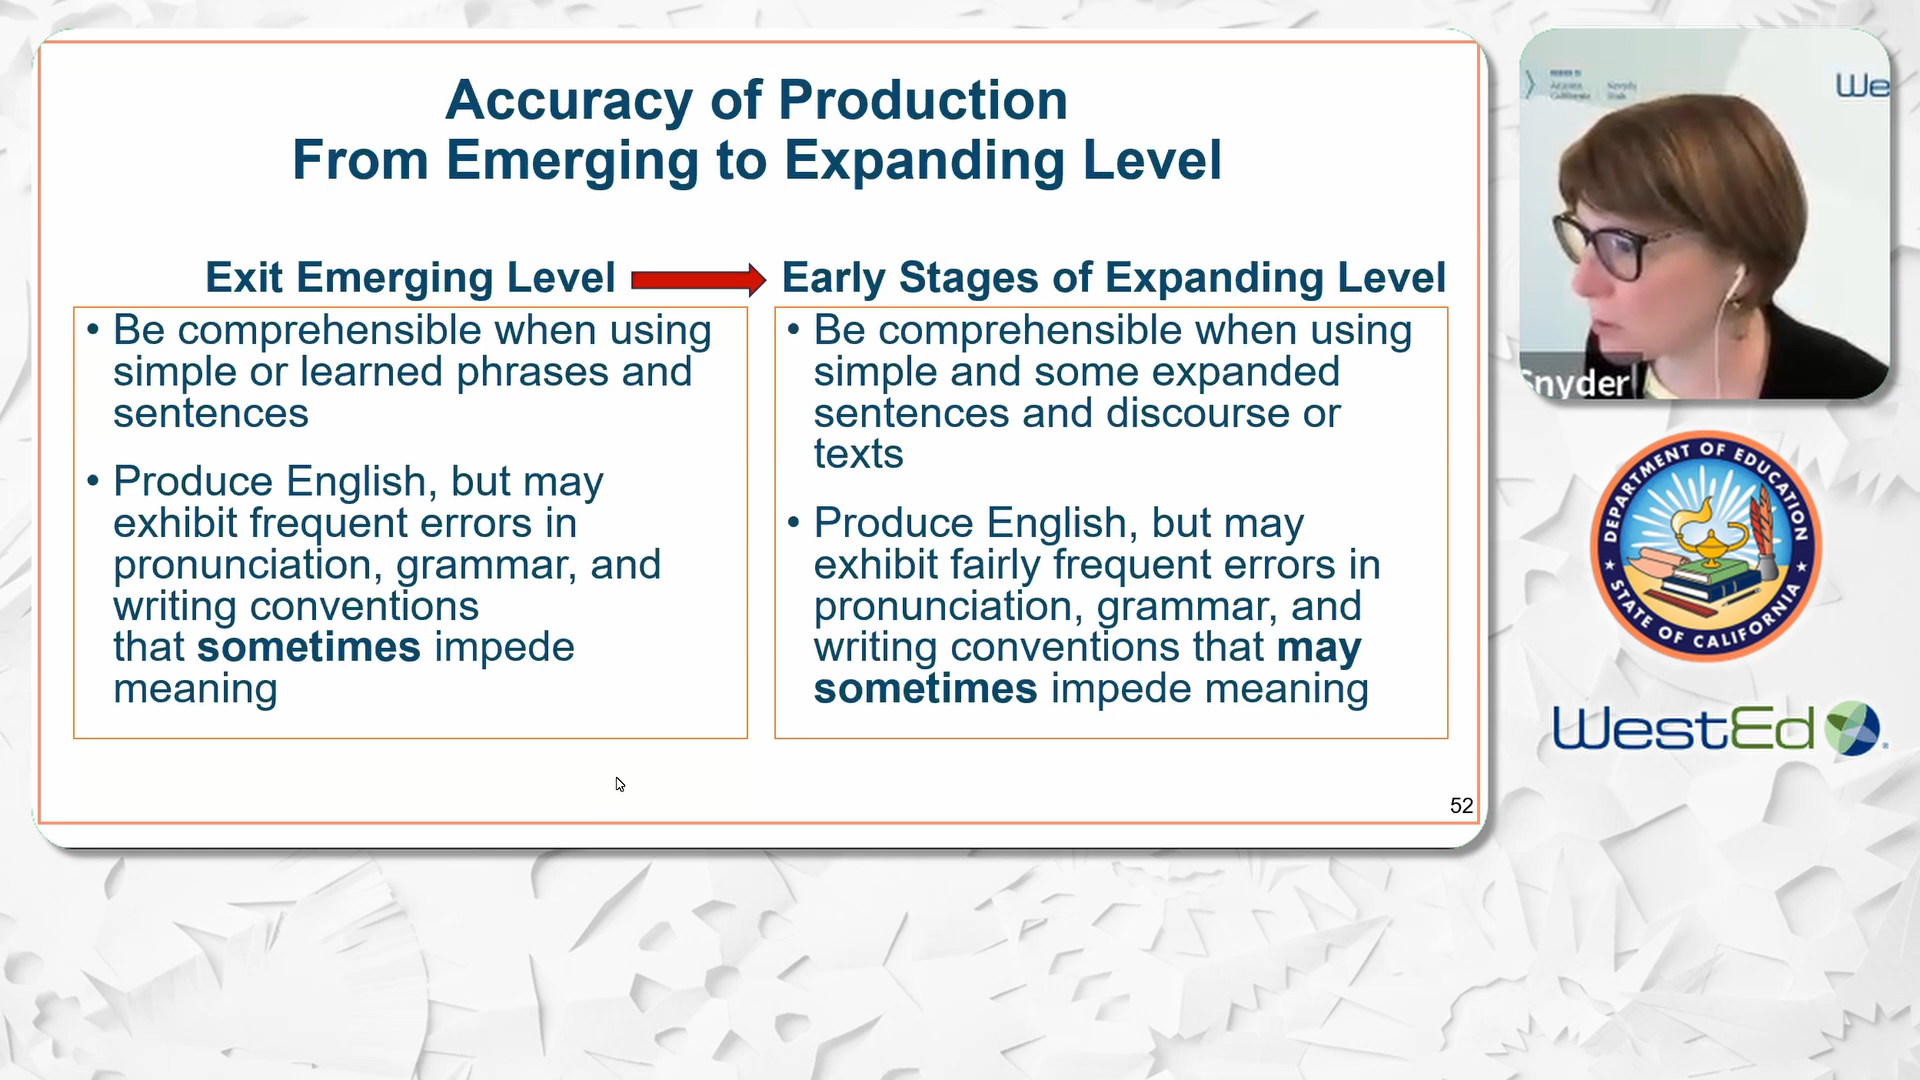 Accuracy of Production
From Emerging to Expanding Level
Exit Emerging Level
Early Stages of Expanding Level
• Be comprehensible when using
simple or learned phrases and
sentences
• Produce English, but may
exhibit frequent errors in
pronunciation, grammar, and
writing conventions
that sometimes impede
meaning
• Be comprehensible when using
simple and some expanded
sentences and discourse or
texts
• Produce English, but may
exhibit fairly frequent errors in
pronunciation, grammar, and
writing conventions that may
sometimes impede meaning
52
We
Snyder
DEPARTMENT OF EDUCATION
STATE OF CALIFORNIA
WestEd